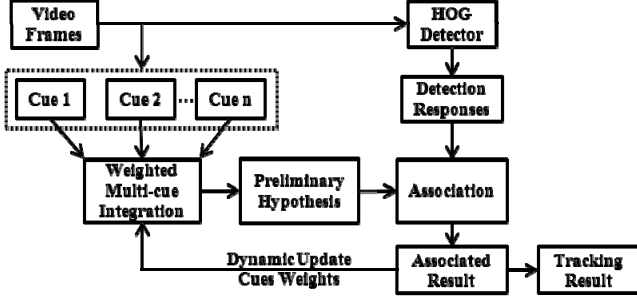 Video
Frames
HOG
Detector
Cue 1
Cue 2
...
Cue n
Detection
Responses
Weighted
Multi-cue
Integration
Preliminary
Hypothesis
Association
Dynamic Update
Cues Weights
Associated
Result
Tracking
Result